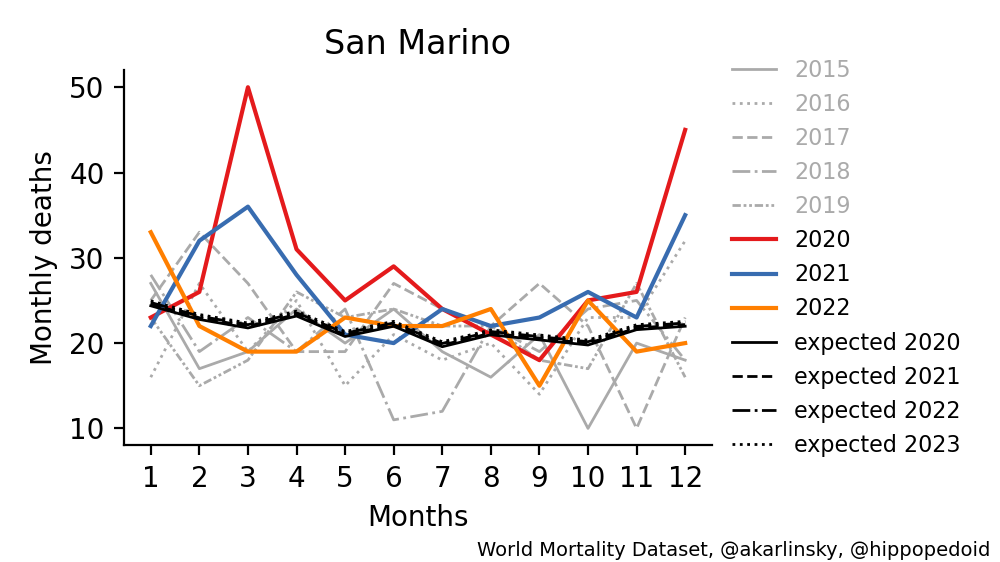 San Marino
Monthly deaths
50
40
30
20
10
1 2 3 4 5 6 7 8 9 10 11 12
Months
2015
2016
2017
2018
2019
2020
2021
2022
expected 2020
expected 2021
expected 2022
expected 2023
World Mortality Dataset, @akarlinsky, @hippopedoid